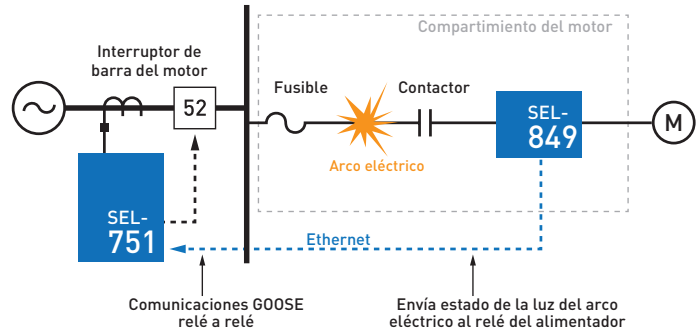 Compartimiento del motor
Interruptor de
barra del motor
52
Fusible
Contactor
Arco eléctrico
SEL-
849
M
SEL-
751
Ethernet
Comunicaciones GOOSE
relé a relé
Envía estado de la luz del arco
eléctrico al relé del alimentador